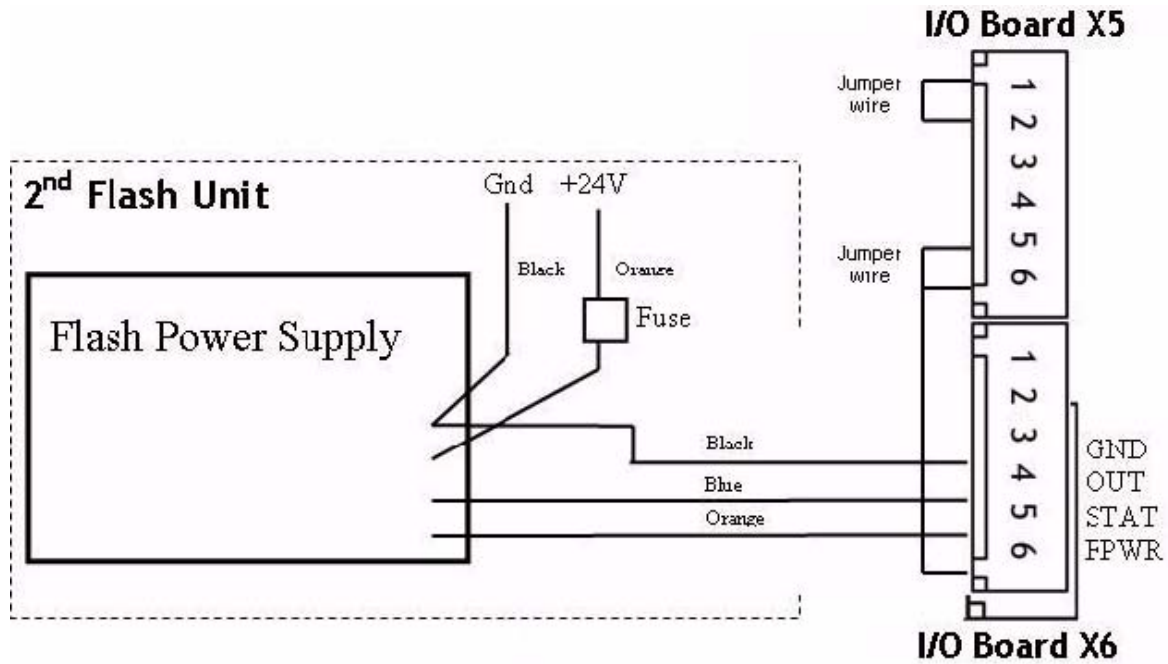 I/O Board X5
Jumper
wire
1
2
3
4
5
6
2nd Flash Unit
Gnd +24V
Black
Orange
Jumper
wire
Fuse
Flash Power Supply
1
2
3
4
5
6
Black
Blue
Orange
GND
OUT
STAT
FPWR
I/O Board X6